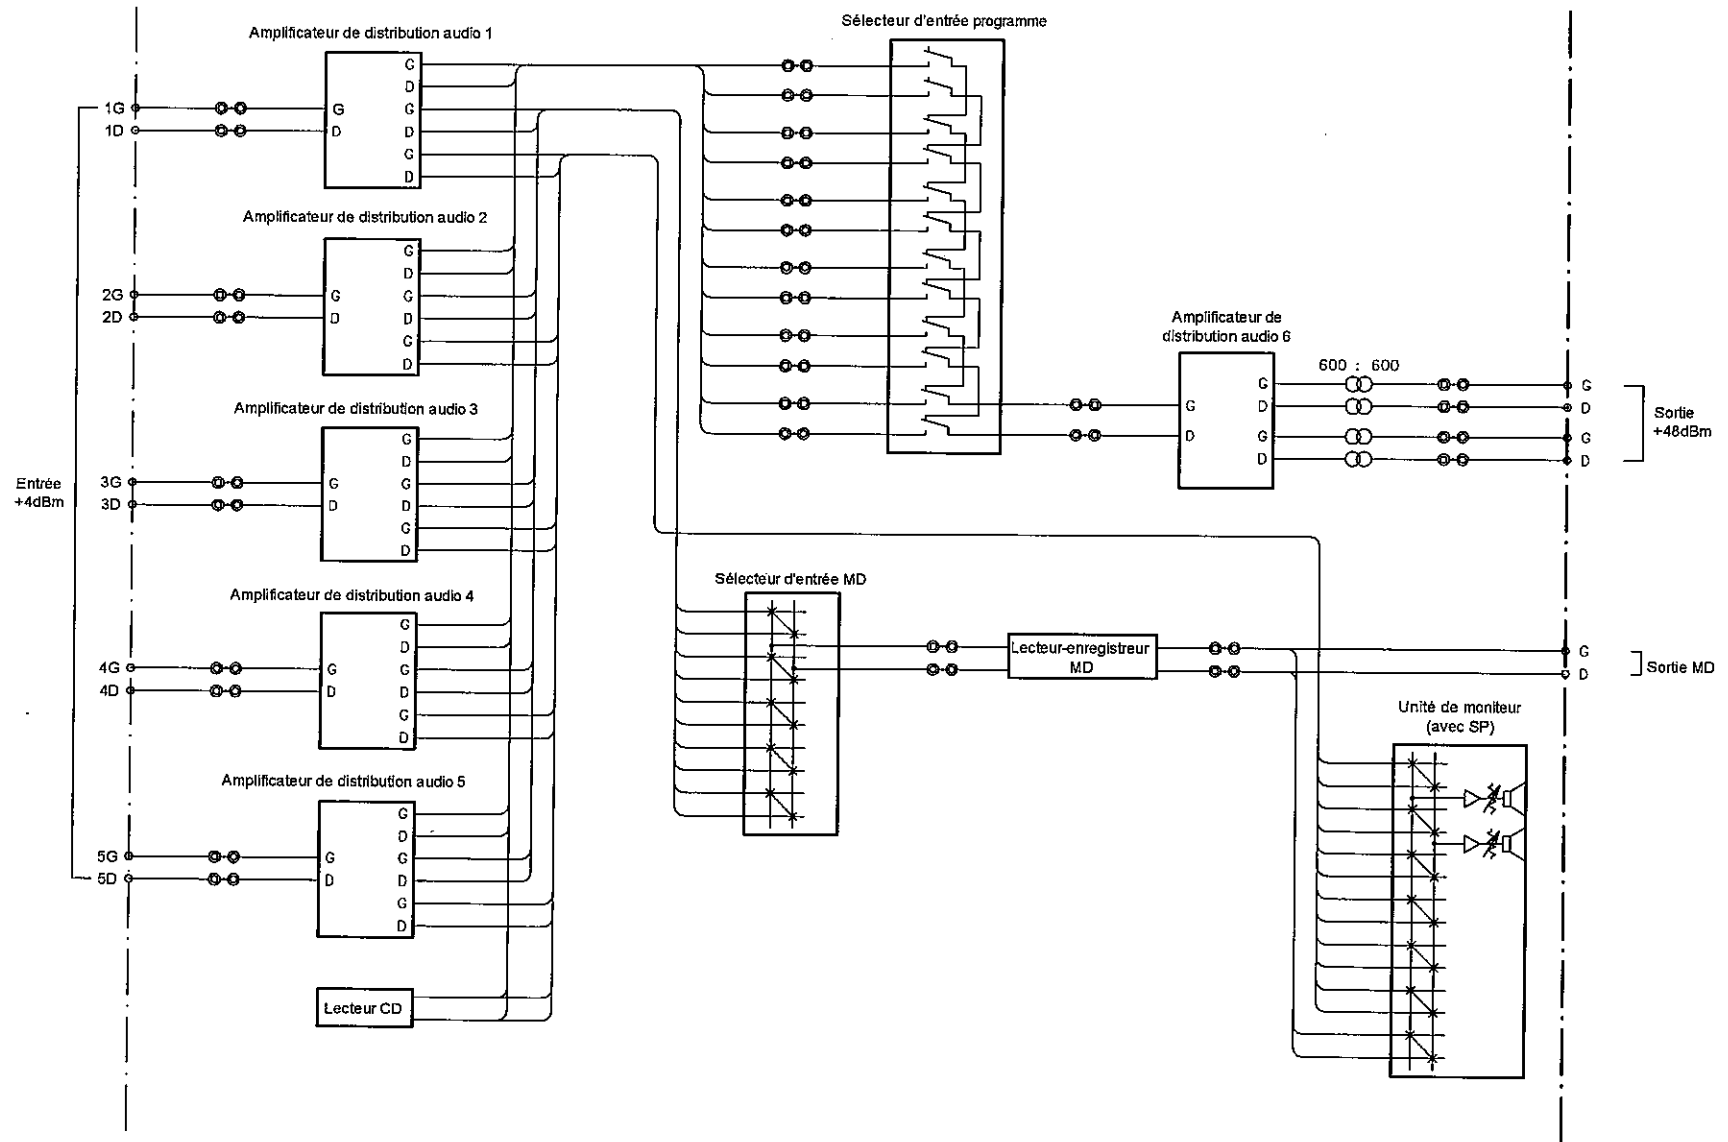 Sélecteur d'entrée programme
Amplificateur de distribution audio 1
G
D
1G
G
G
1D
D
D
G
D
Amplificateur de distribution audio 2
G
D
2G
G
G
2D
D
D
G
D
Amplificateur de
distribution audio 6
600 : 600
G
G
G
D
D
D
G
G
D
D
Sortie
+48dBm
Amplificateur de distribution audio 3
G
D
Entrée
+4dBm
3G
G
G
3D
D
D
G
D
Sélecteur d'entrée MD
Amplificateur de distribution audio 4
G
D
4G
G
G
4D
D
D
G
D
Lecteur-enregistreur
MD
G
D
Sortie MD
Unité de moniteur
(avec SP)
Amplificateur de distribution audio 5
G
D
5G
G
G
5D
D
D
G
D
Lecteur CD